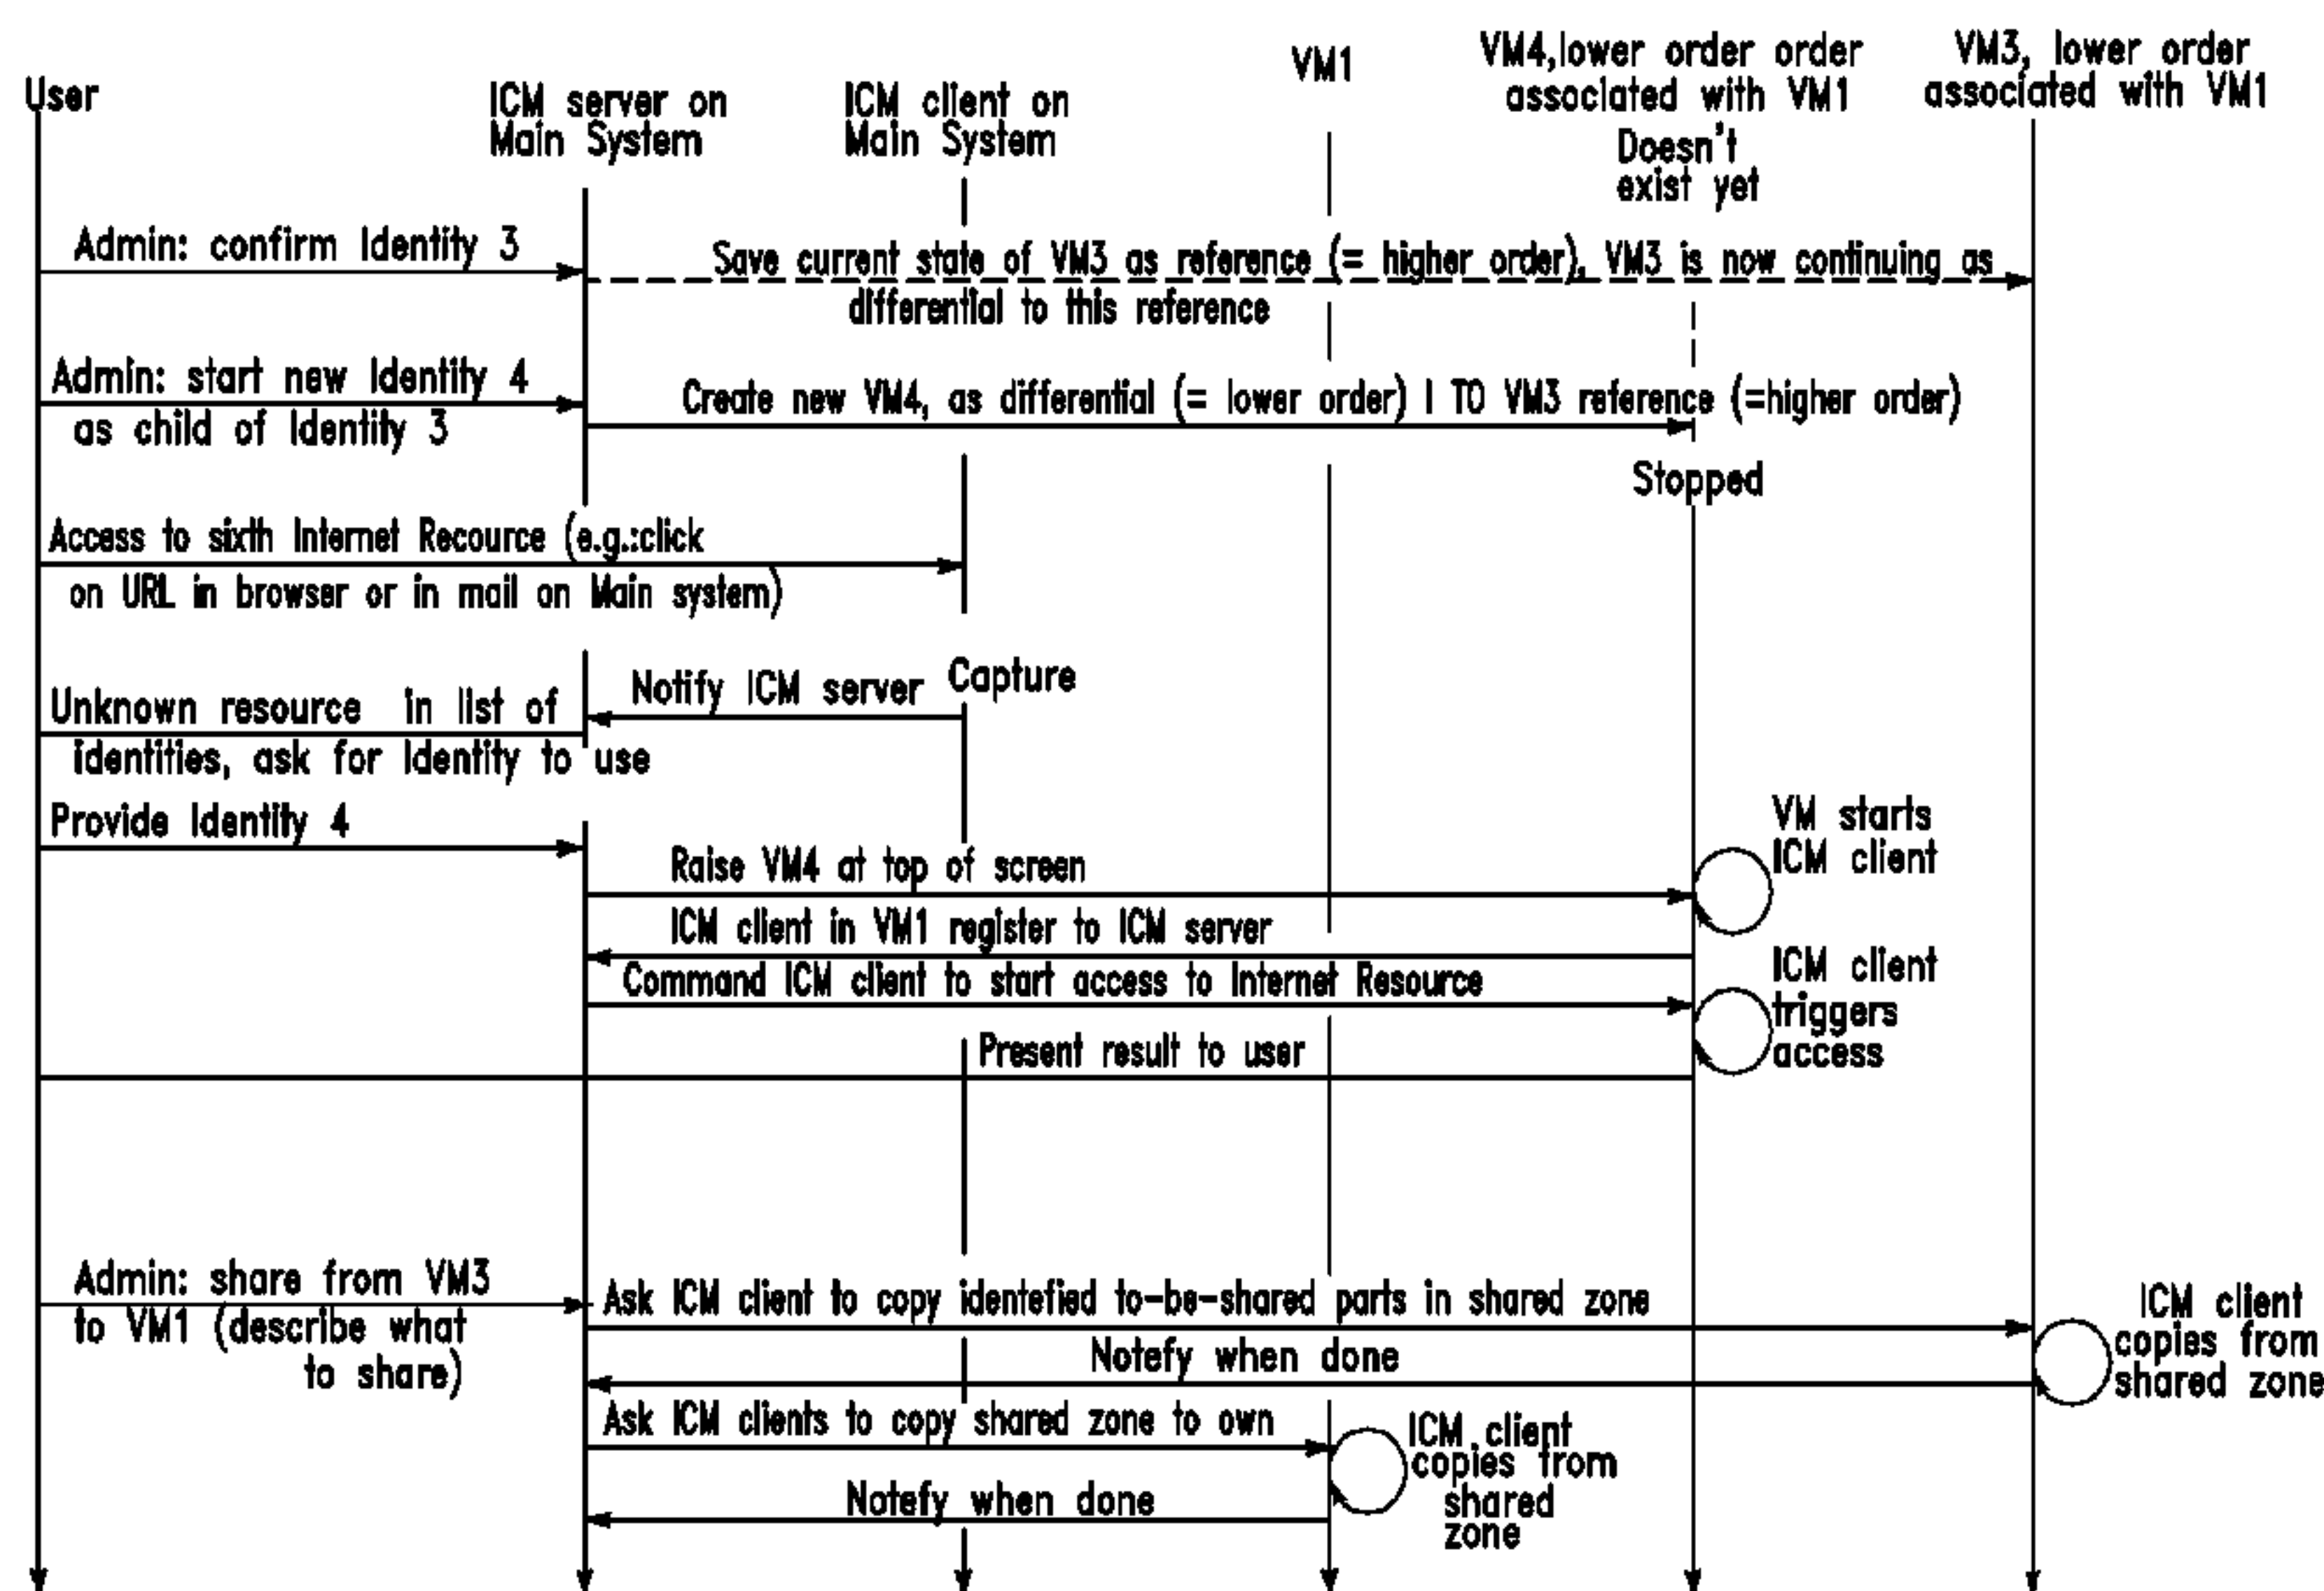 User
ICM server on
Main System
ICM client on
Main System
VM1
VM4,lower order order
associated with VM1
Doesn't
exist yet
VM3, lower order
associated with VM1
Admin: confirm Identity 3
Save current state of VM3 as reference (= higher order), VM3 is now continuing as
differential to this reference
Admin: start new Identity 4
as child of Identity 3
Create new VM4, as differential (= lower order) I TO VM3 reference (=higher order)
Stopped
Access to sixth Internet Recource (e.g.:click
on URL in browser or in mail on Main system)
Capture
Notify ICM server
Unknown resource in list of
identities, ask for Identity to use
Provide Identity 4
VM starts
ICM client
Raise VM4 at top of screen
ICM client in VM1 register to ICM server
Command ICM client to start access to Internet Resource
ICM client
triggers
access
Present result to user
Admin: share from VM3
to VM1 (describe what
to share)
Ask ICM client to copy identefied to-be-shared parts in shared zone
ICM client
copies from
shared zone
Notefy when done
Ask ICM clients to copy shared zone to own
ICM client
copies from
shared
zone
Notefy when done